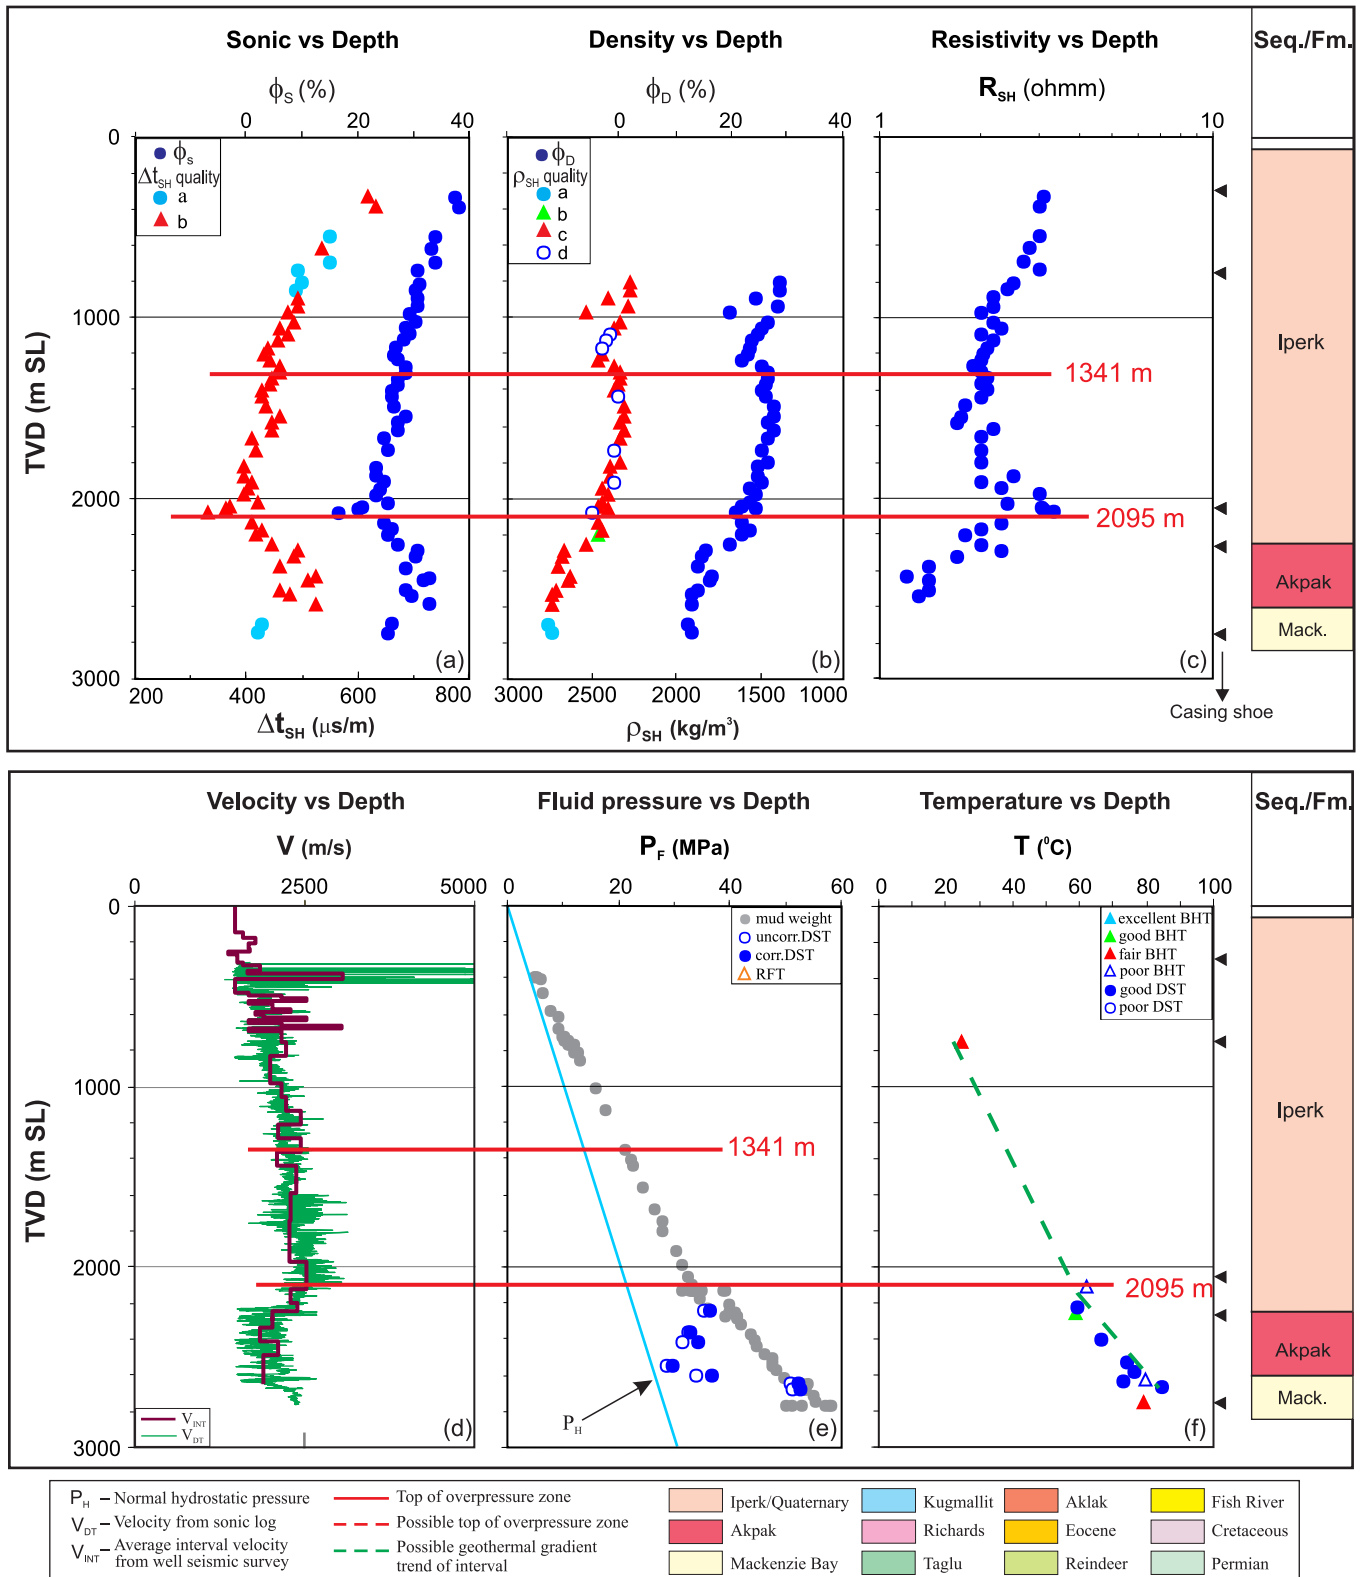 Sonic vs Depth
Density vs Depth
Resistivity vs Depth
Seq./Fm.
ϕS (%)
ϕD (%)
RSH (ohmm)
0 20 40
0 20 40
1 10
0
1000
2000
3000
TVD (m SL)
ϕS
ΔtSH quality
a
b
ϕD
ρSH quality
a
b
c
d
1341 m
2095 m
(a)
(b)
(c)
200 400 600 800
3000 2500 2000 1500 1000
ΔtSH (μs/m)
ρSH (kg/m³)
Casing shoe
Iperk
Akpak
Mack.
Velocity vs Depth
Fluid pressure vs Depth
Temperature vs Depth
Seq./Fm.
V (m/s)
PF (MPa)
T (⁰C)
0 2500 5000
0 20 40 60
0 20 40 60 80 100
0
1000
2000
3000
TVD (m SL)
mud weight
uncorr.DST
corr.DST
RFT
excellent BHT
good BHT
fair BHT
poor BHT
good DST
poor DST
1341 m
2095 m
PH
VINT
VDT
(d)
(e)
(f)
Iperk
Akpak
Mack.
PH – Normal hydrostatic pressure
VDT – Velocity from sonic log
VINT – Average interval velocity
from well seismic survey
Top of overpressure zone
Possible top of overpressure zone
Possible geothermal gradient
trend of interval
Iperk/Quaternary
Akpak
Mackenzie Bay
Kugmallit
Richards
Taglu
Aklak
Eocene
Reindeer
Fish River
Cretaceous
Permian